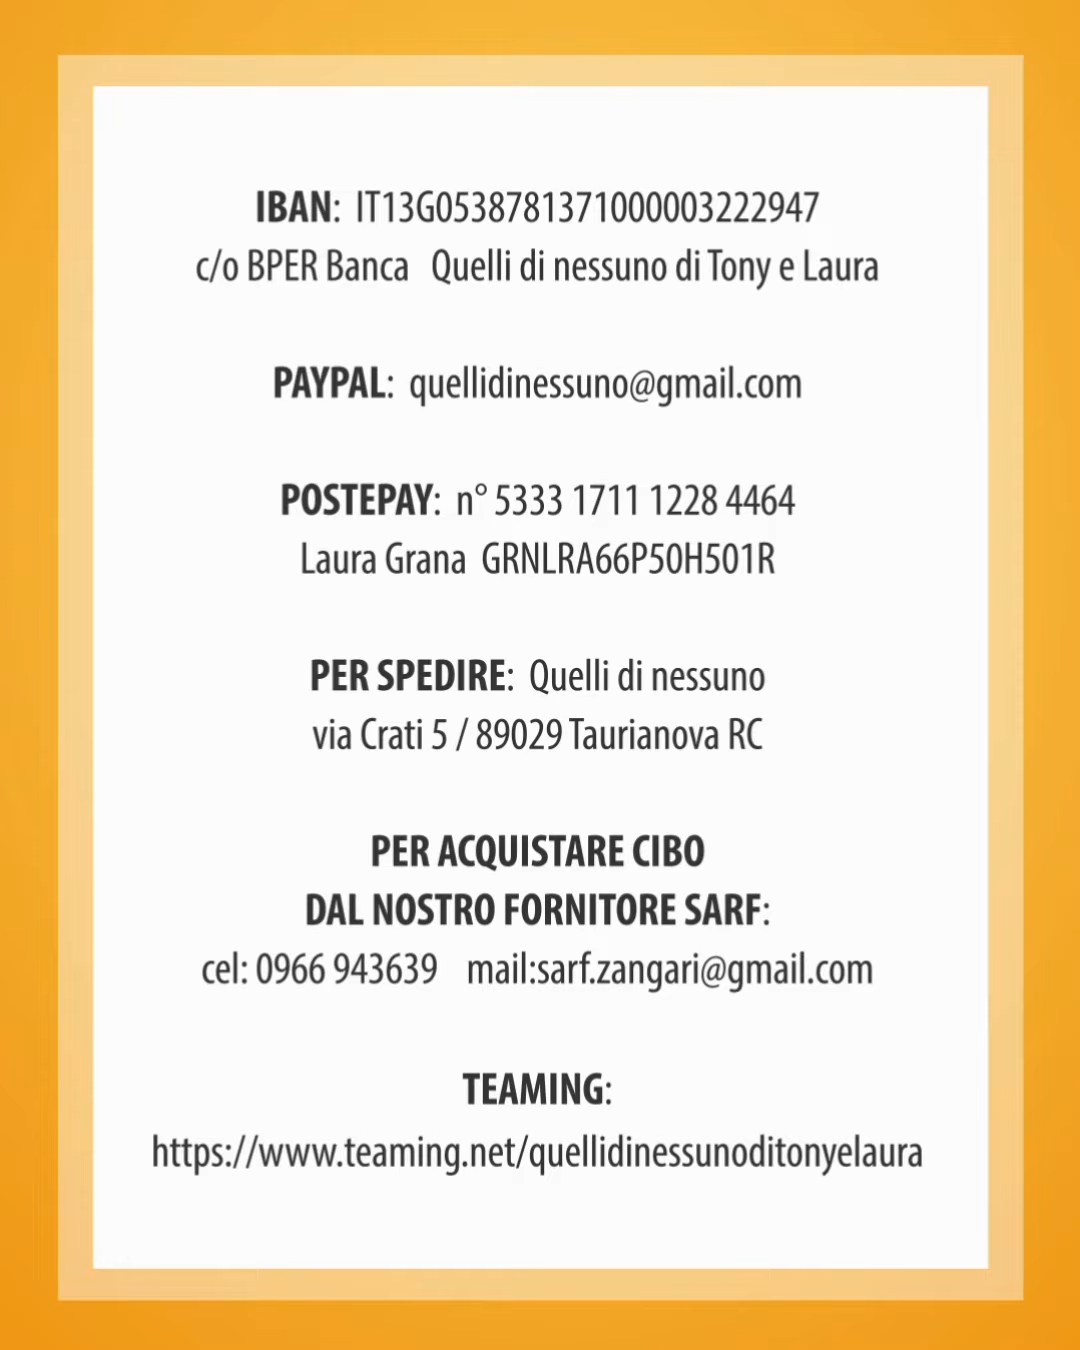 IBAN: IT13G0538781371000003222947
c/o BPER Banca Quelli di nessuno di Tony e Laura
PAYPAL: quellidinessuno@gmail.com
POSTEPAY: n° 5333 1711 1228 4464
Laura Grana GRNLRA66P50H501R
PER SPEDIRE: Quelli di nessuno
via Crati 5 / 89029 Taurianova RC
PER ACQUISTARE CIBO
DAL NOSTRO FORNITORE SARF:
cel: 0966 943639 mail:sarf.zangari@gmail.com
TEAMING:
https://www.teaming.net/quellidinessunoditonyelaura